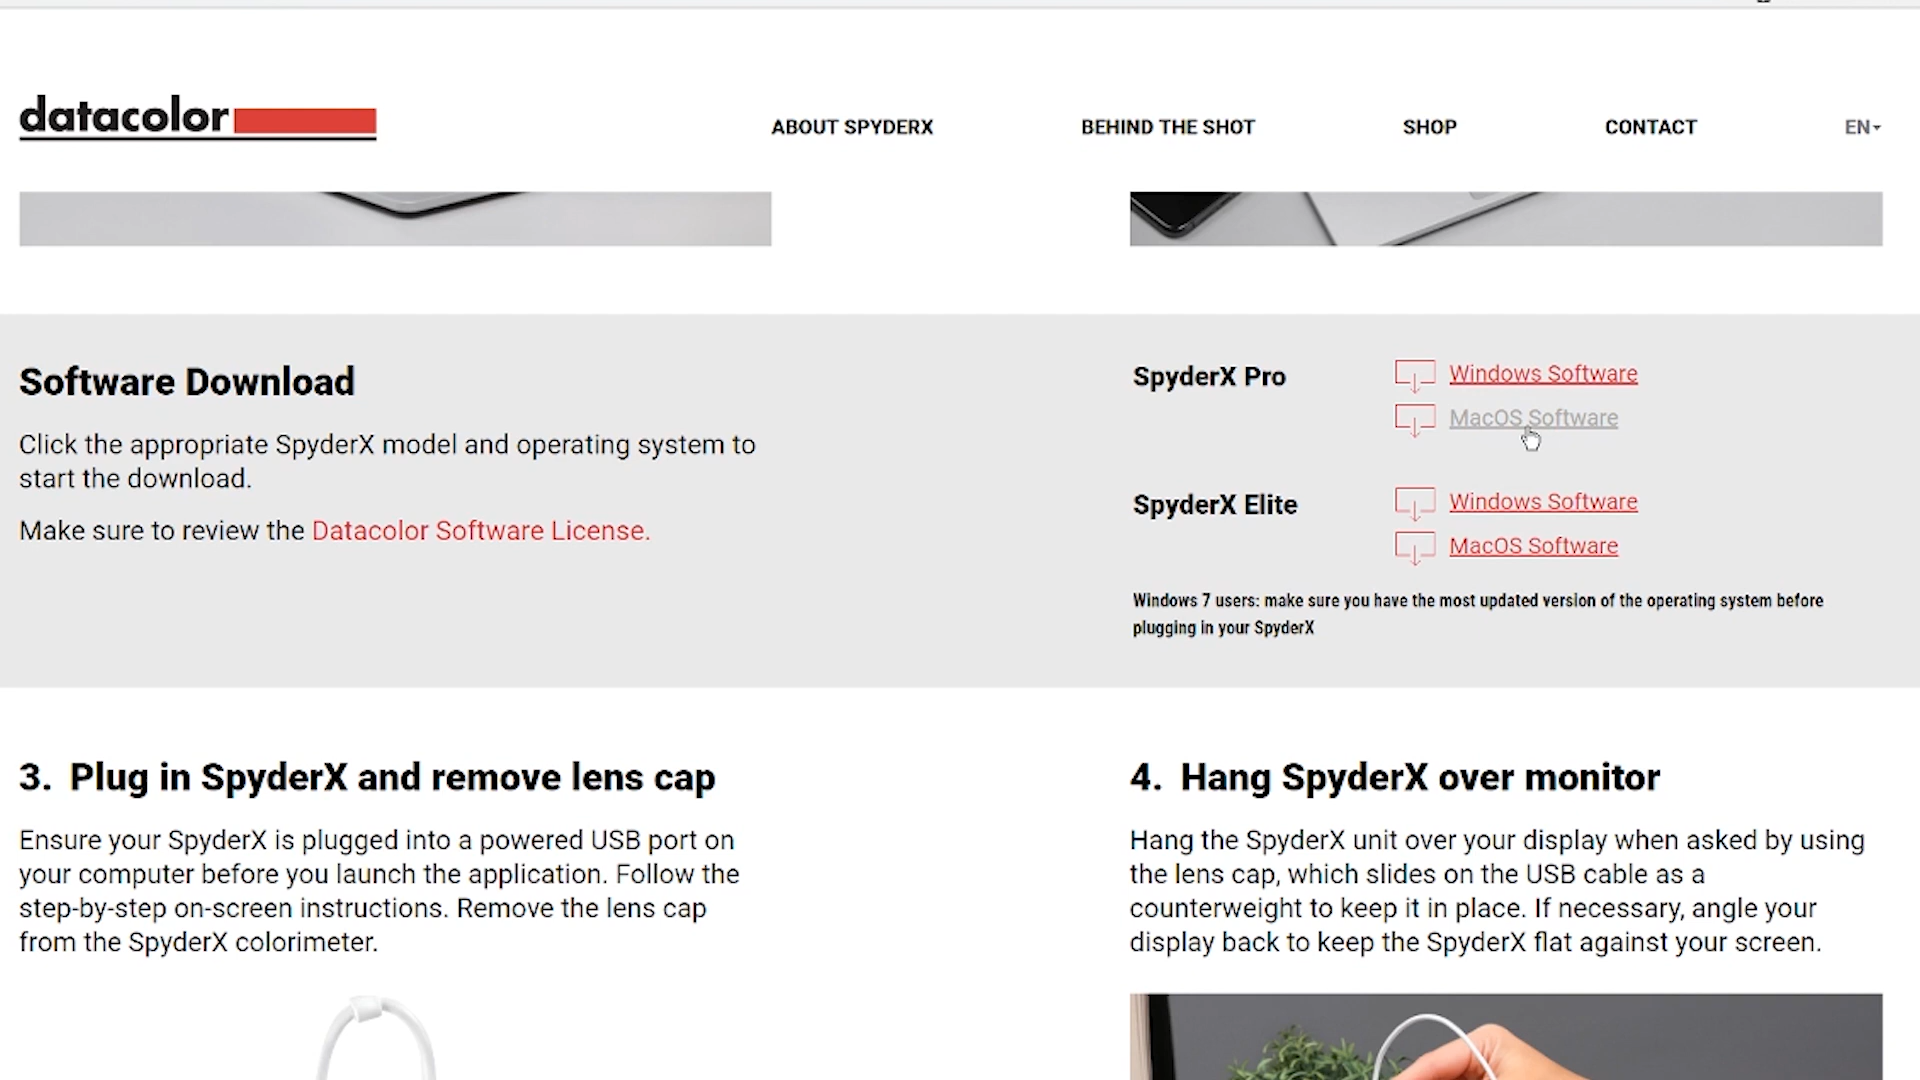 datacolor
ABOUT SPYDERX
BEHIND THE SHOT
SHOP
CONTACT
EN
Software Download
Click the appropriate SpyderX model and operating system to
start the download.
Make sure to review the Datacolor Software License.
SpyderX Pro
Windows Software
MacOS Software
SpyderX Elite
Windows Software
MacOS Software
Windows 7 users: make sure you have the most updated version of the operating system before
plugging in your SpyderX
3. Plug in SpyderX and remove lens cap
Ensure your SpyderX is plugged into a powered USB port on
your computer before you launch the application. Follow the
step-by-step on-screen instructions. Remove the lens cap
from the SpyderX colorimeter.
4. Hang SpyderX over monitor
Hang the SpyderX unit over your display when asked by using
the lens cap, which slides on the USB cable as a
counterweight to keep it in place. If necessary, angle your
display back to keep the SpyderX flat against your screen.